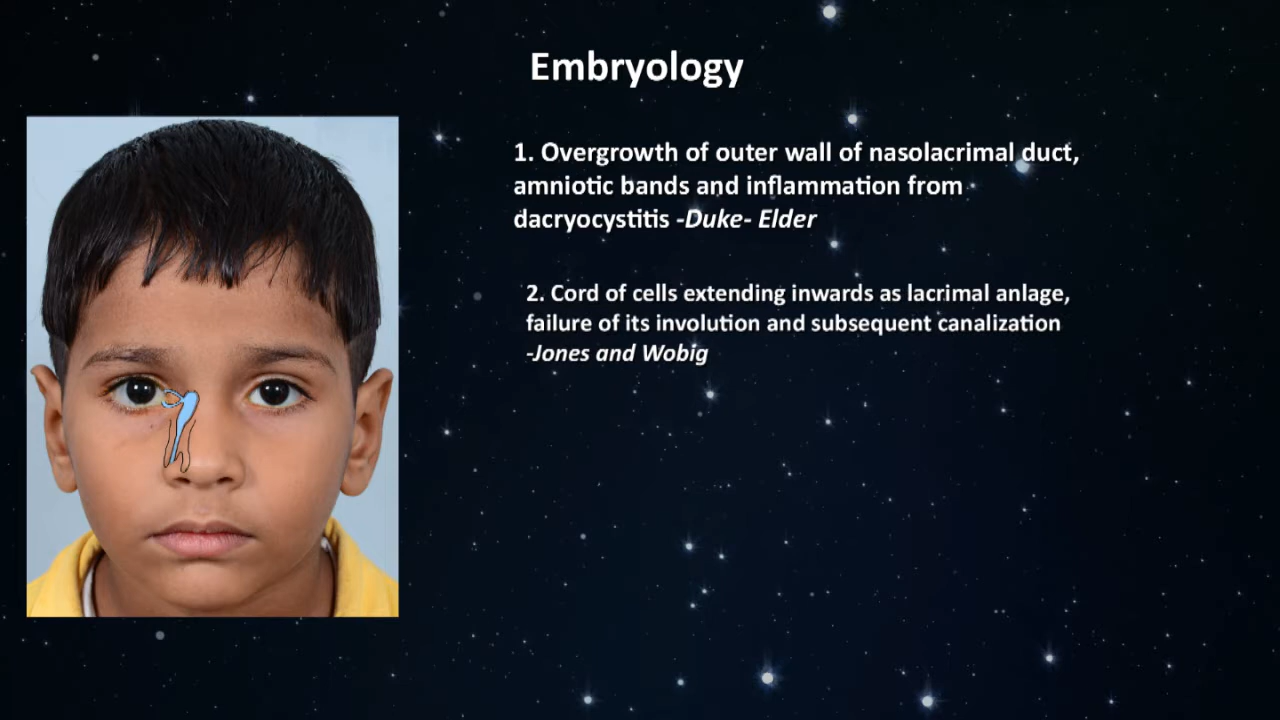 Embryology
1. Overgrowth of outer wall of nasolacrimal duct,
amniotic bands and inflammation from
dacryocystitis -Duke- Elder
2. Cord of cells extending inwards as lacrimal anlage,
failure of its involution and subsequent canalization
-Jones and Wobig